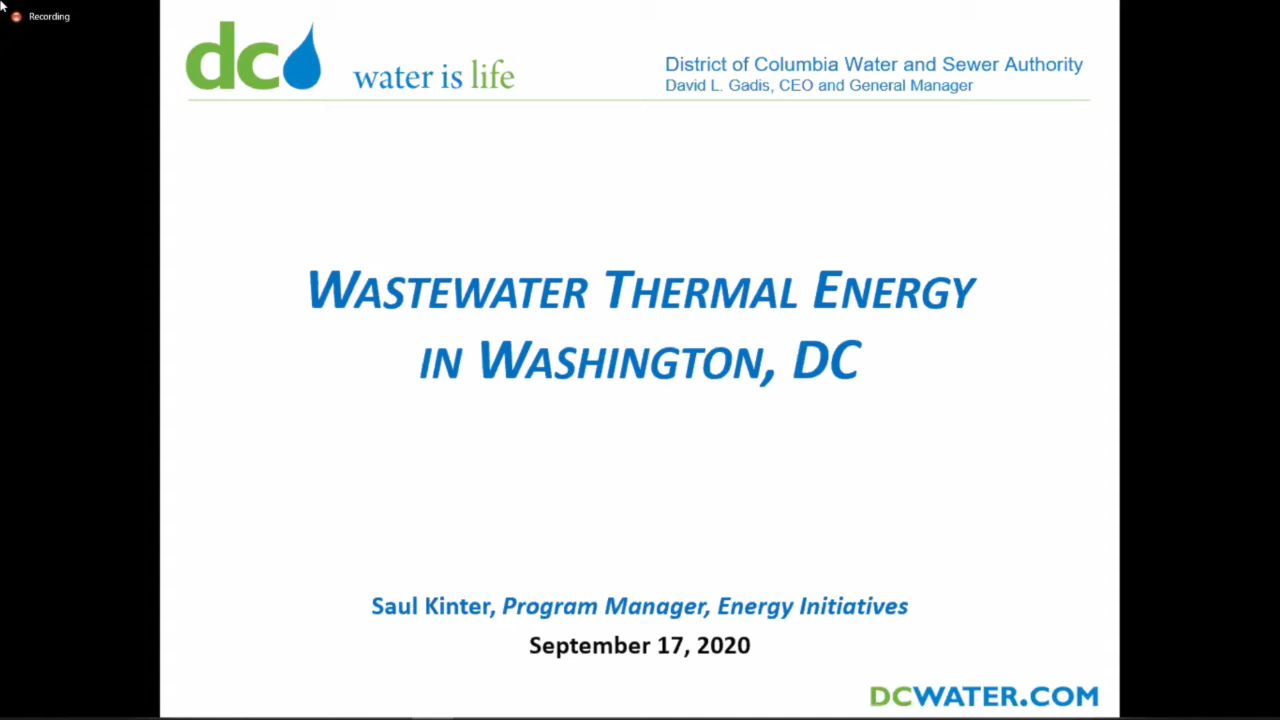 Recording
dc
water is life
District of Columbia Water and Sewer Authority
David L. Gadis, CEO and General Manager
WASTEWATER THERMAL ENERGY
IN WASHINGTON, DC
Saul Kinter, Program Manager, Energy Initiatives
September 17, 2020
DCWATER.COM